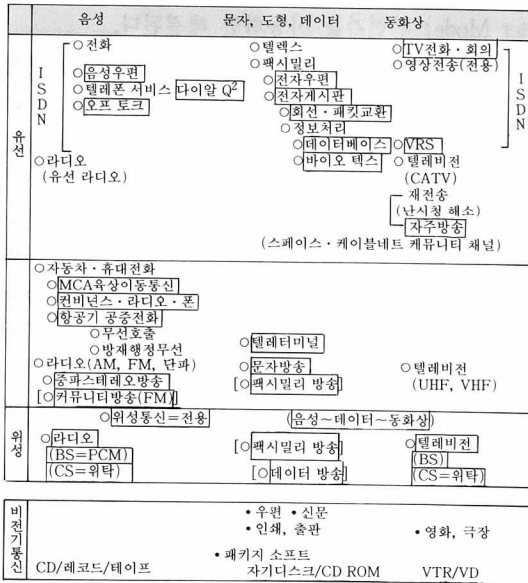 음성 문자, 도형, 데이터 동화상
유선
ISDN
○전화
○음성우편
○텔레폰 서비스 다이알 Q²
○오프 토크
○라디오
(유선 라디오)
○텔렉스
○팩시밀리
○전자우편
○전자게시판
○회선·패킷교환
○정보처리
○데이터베이스
○바이오 텍스
○TV전화·회의
○영상전송(전용)
ISDN
○VRS
○텔레비전
(CATV)
재전송
(난시청 해소)
자주방송
(스페이스·케이블네트 케뮤니티 채널)
○자동차·휴대전화
○MCA육상이동통신
○컨비넌스·라디오·폰
○항공기 공중전화
○무선호출
○방재행정무선
○라디오(AM, FM, 단파)
○중파스테레오방송
[○커뮤니티방송(FM)]
○텔레터미널
○문자방송
[○팩시밀리 방송]
○텔레비전
(UHF, VHF)
위성
○위성통신=전용 (음성~데이터~동화상)
○라디오
(BS=PCM)
(CS=위탁)
[○팩시밀리 방송]
[○데이터 방송]
○텔레비전
(BS)
(CS=위탁)
비전기통신
•우편 •신문
•인쇄, 출판
•영화, 극장
•패키지 소프트
CD/레코드/테이프 자기디스크/CD ROM VTR/VD